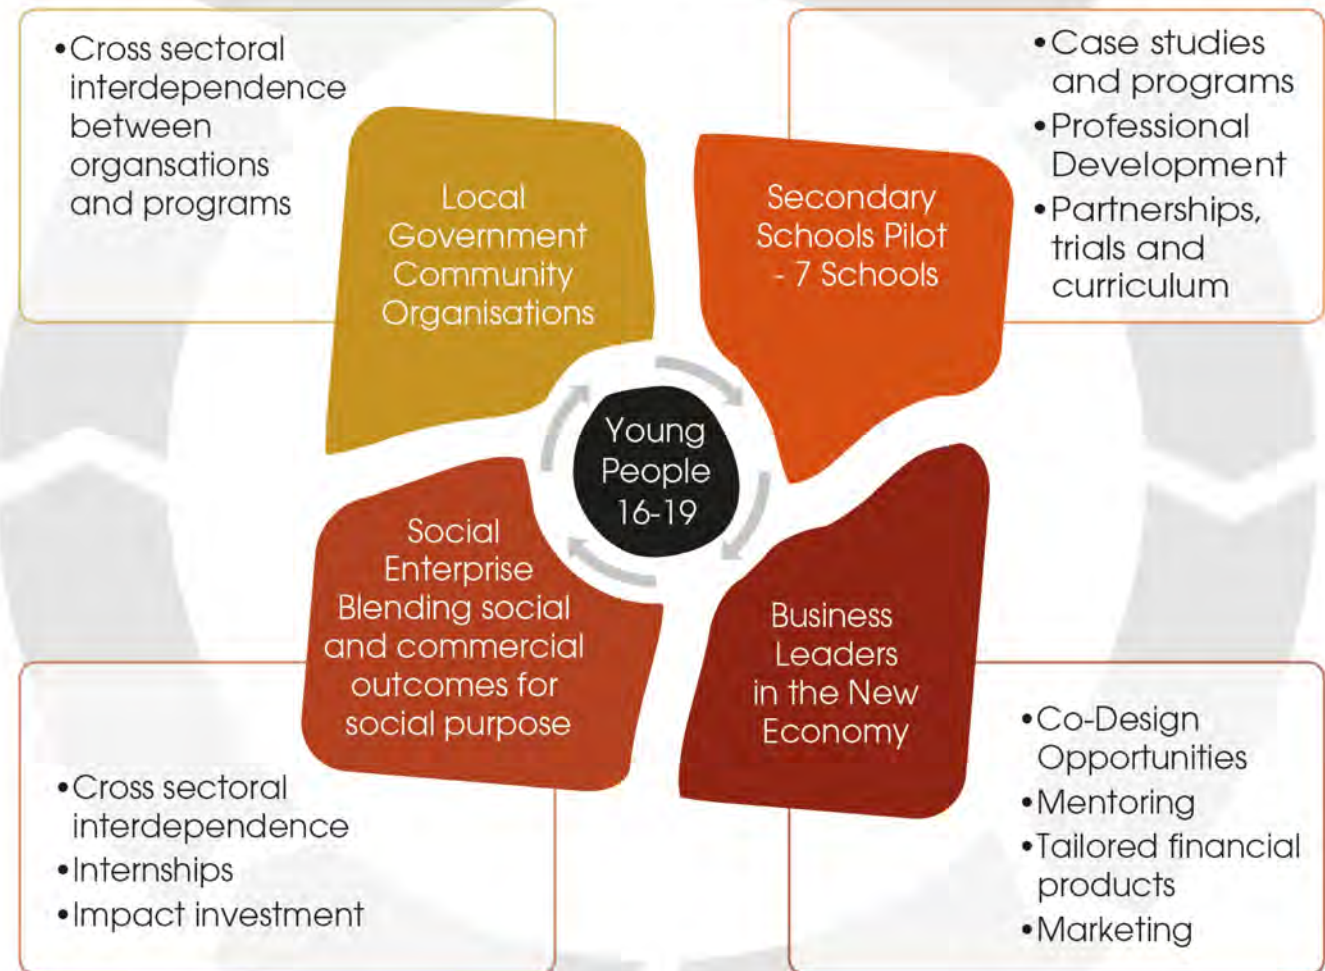 •Cross sectoral
interdependence
between
organsations
and programs
Local
Government
Community
Organisations
Secondary
Schools Pilot
- 7 Schools
•Case studies
and programs
•Professional
Development
•Partnerships,
trials and
curriculum
Young
People
16-19
Social
Enterprise
Blending social
and commercial
outcomes for
social purpose
Business
Leaders
in the New
Economy
•Cross sectoral
interdependence
•Internships
•Impact investment
•Co-Design
Opportunities
•Mentoring
•Tailored financial
products
•Marketing